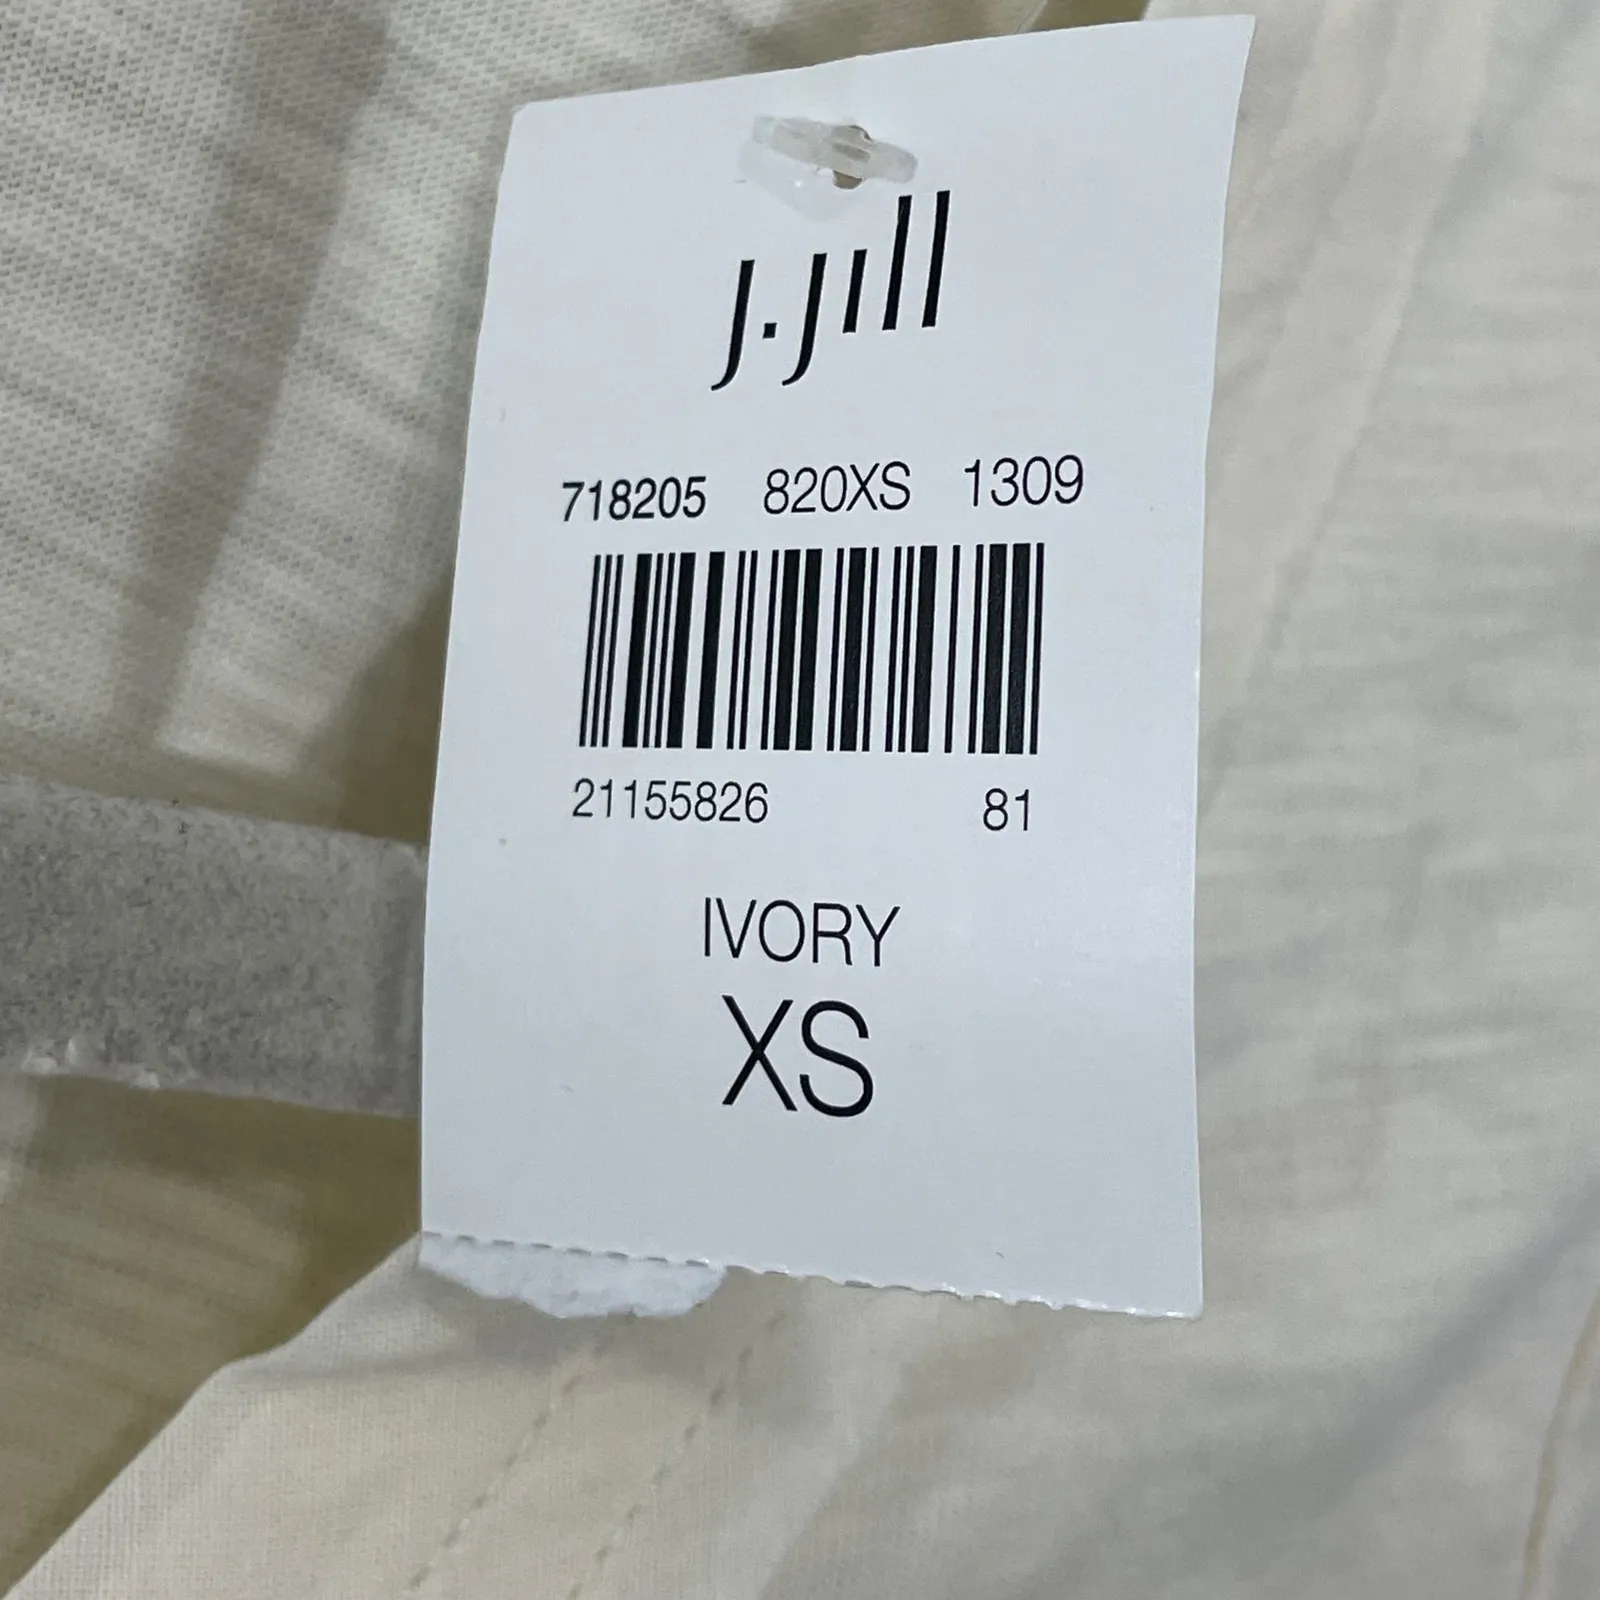 J.Jill
718205 820XS 1309
21155826 81
IVORY
XS